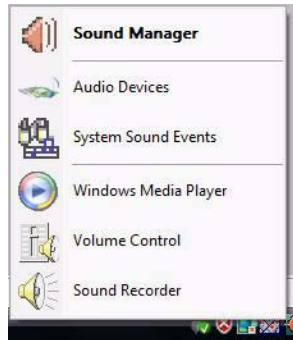 Sound Manager
Audio Devices
System Sound Events
Windows Media Player
Volume Control
Sound Recorder